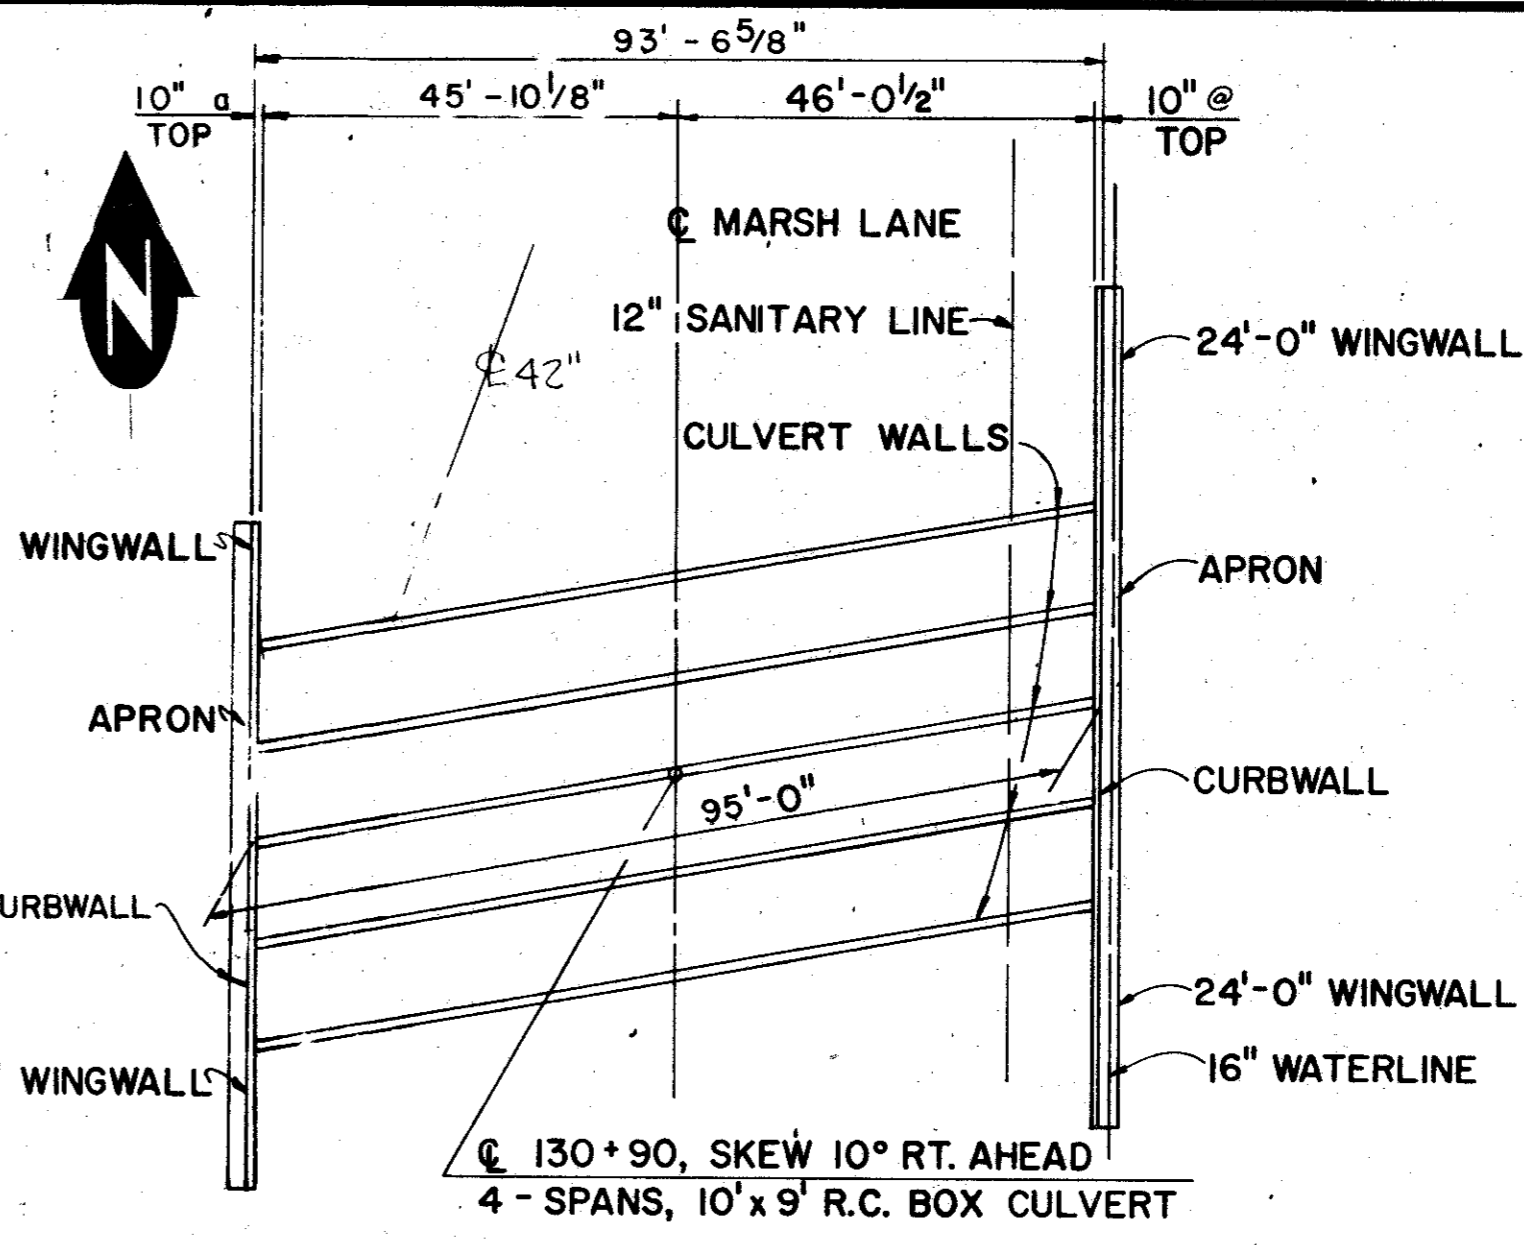 93' - 6 5/8"
10" a
TOP
45' - 10 1/8"
46' - 0 1/2"
10" @
TOP
N
℄ MARSH LANE
12" SANITARY LINE
24'-0" WINGWALL
℄ 42"
CULVERT WALLS
WINGWALL
APRON
APRON
CURBWALL
95'-0"
URBWALL
24'-0" WINGWALL
WINGWALL
16" WATERLINE
℄ 130+90, SKEW 10° RT. AHEAD
4 - SPANS, 10' x 9' R.C. BOX CULVERT